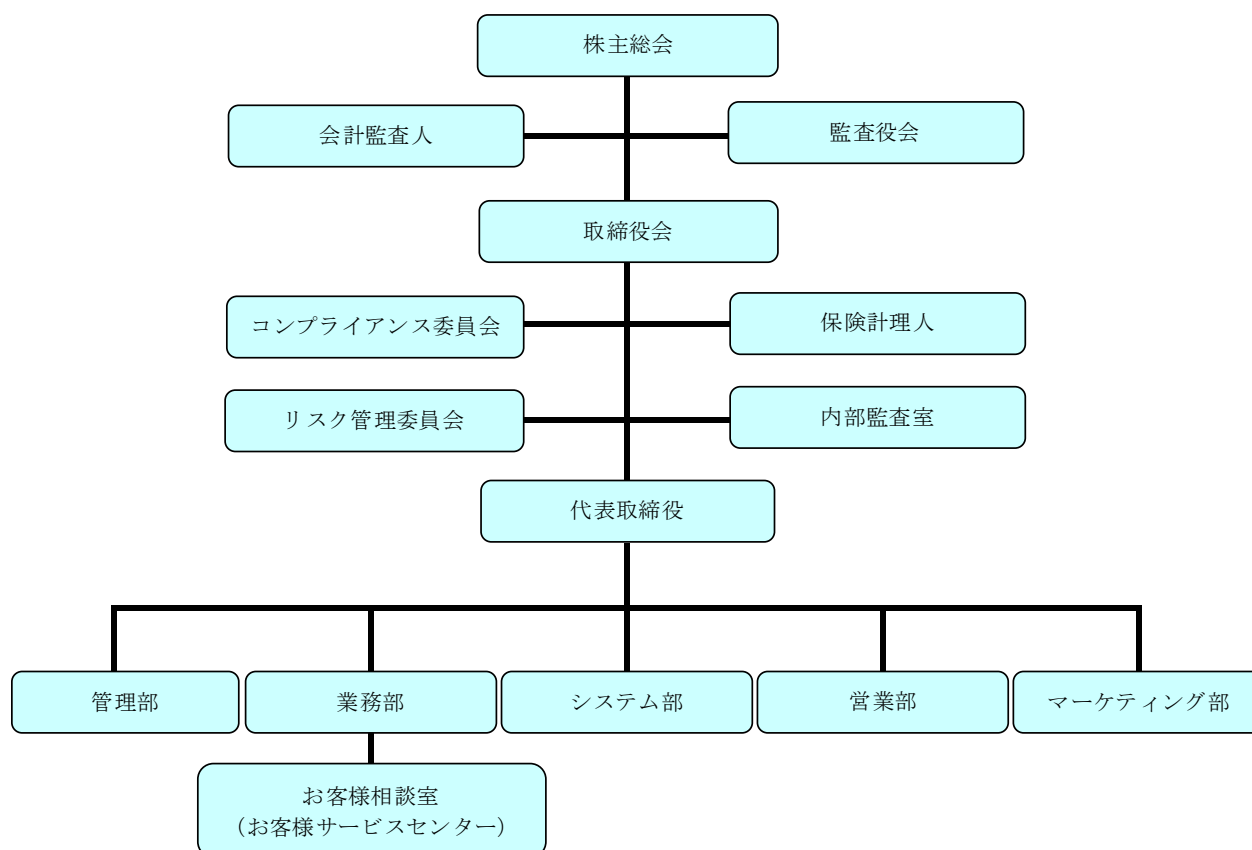 株主総会
会計監査人
監査役会
取締役会
コンプライアンス委員会
保険計理人
リスク管理委員会
内部監査室
代表取締役
管理部
業務部
システム部
営業部
マーケティング部
お客様相談室
（お客様サービスセンター）